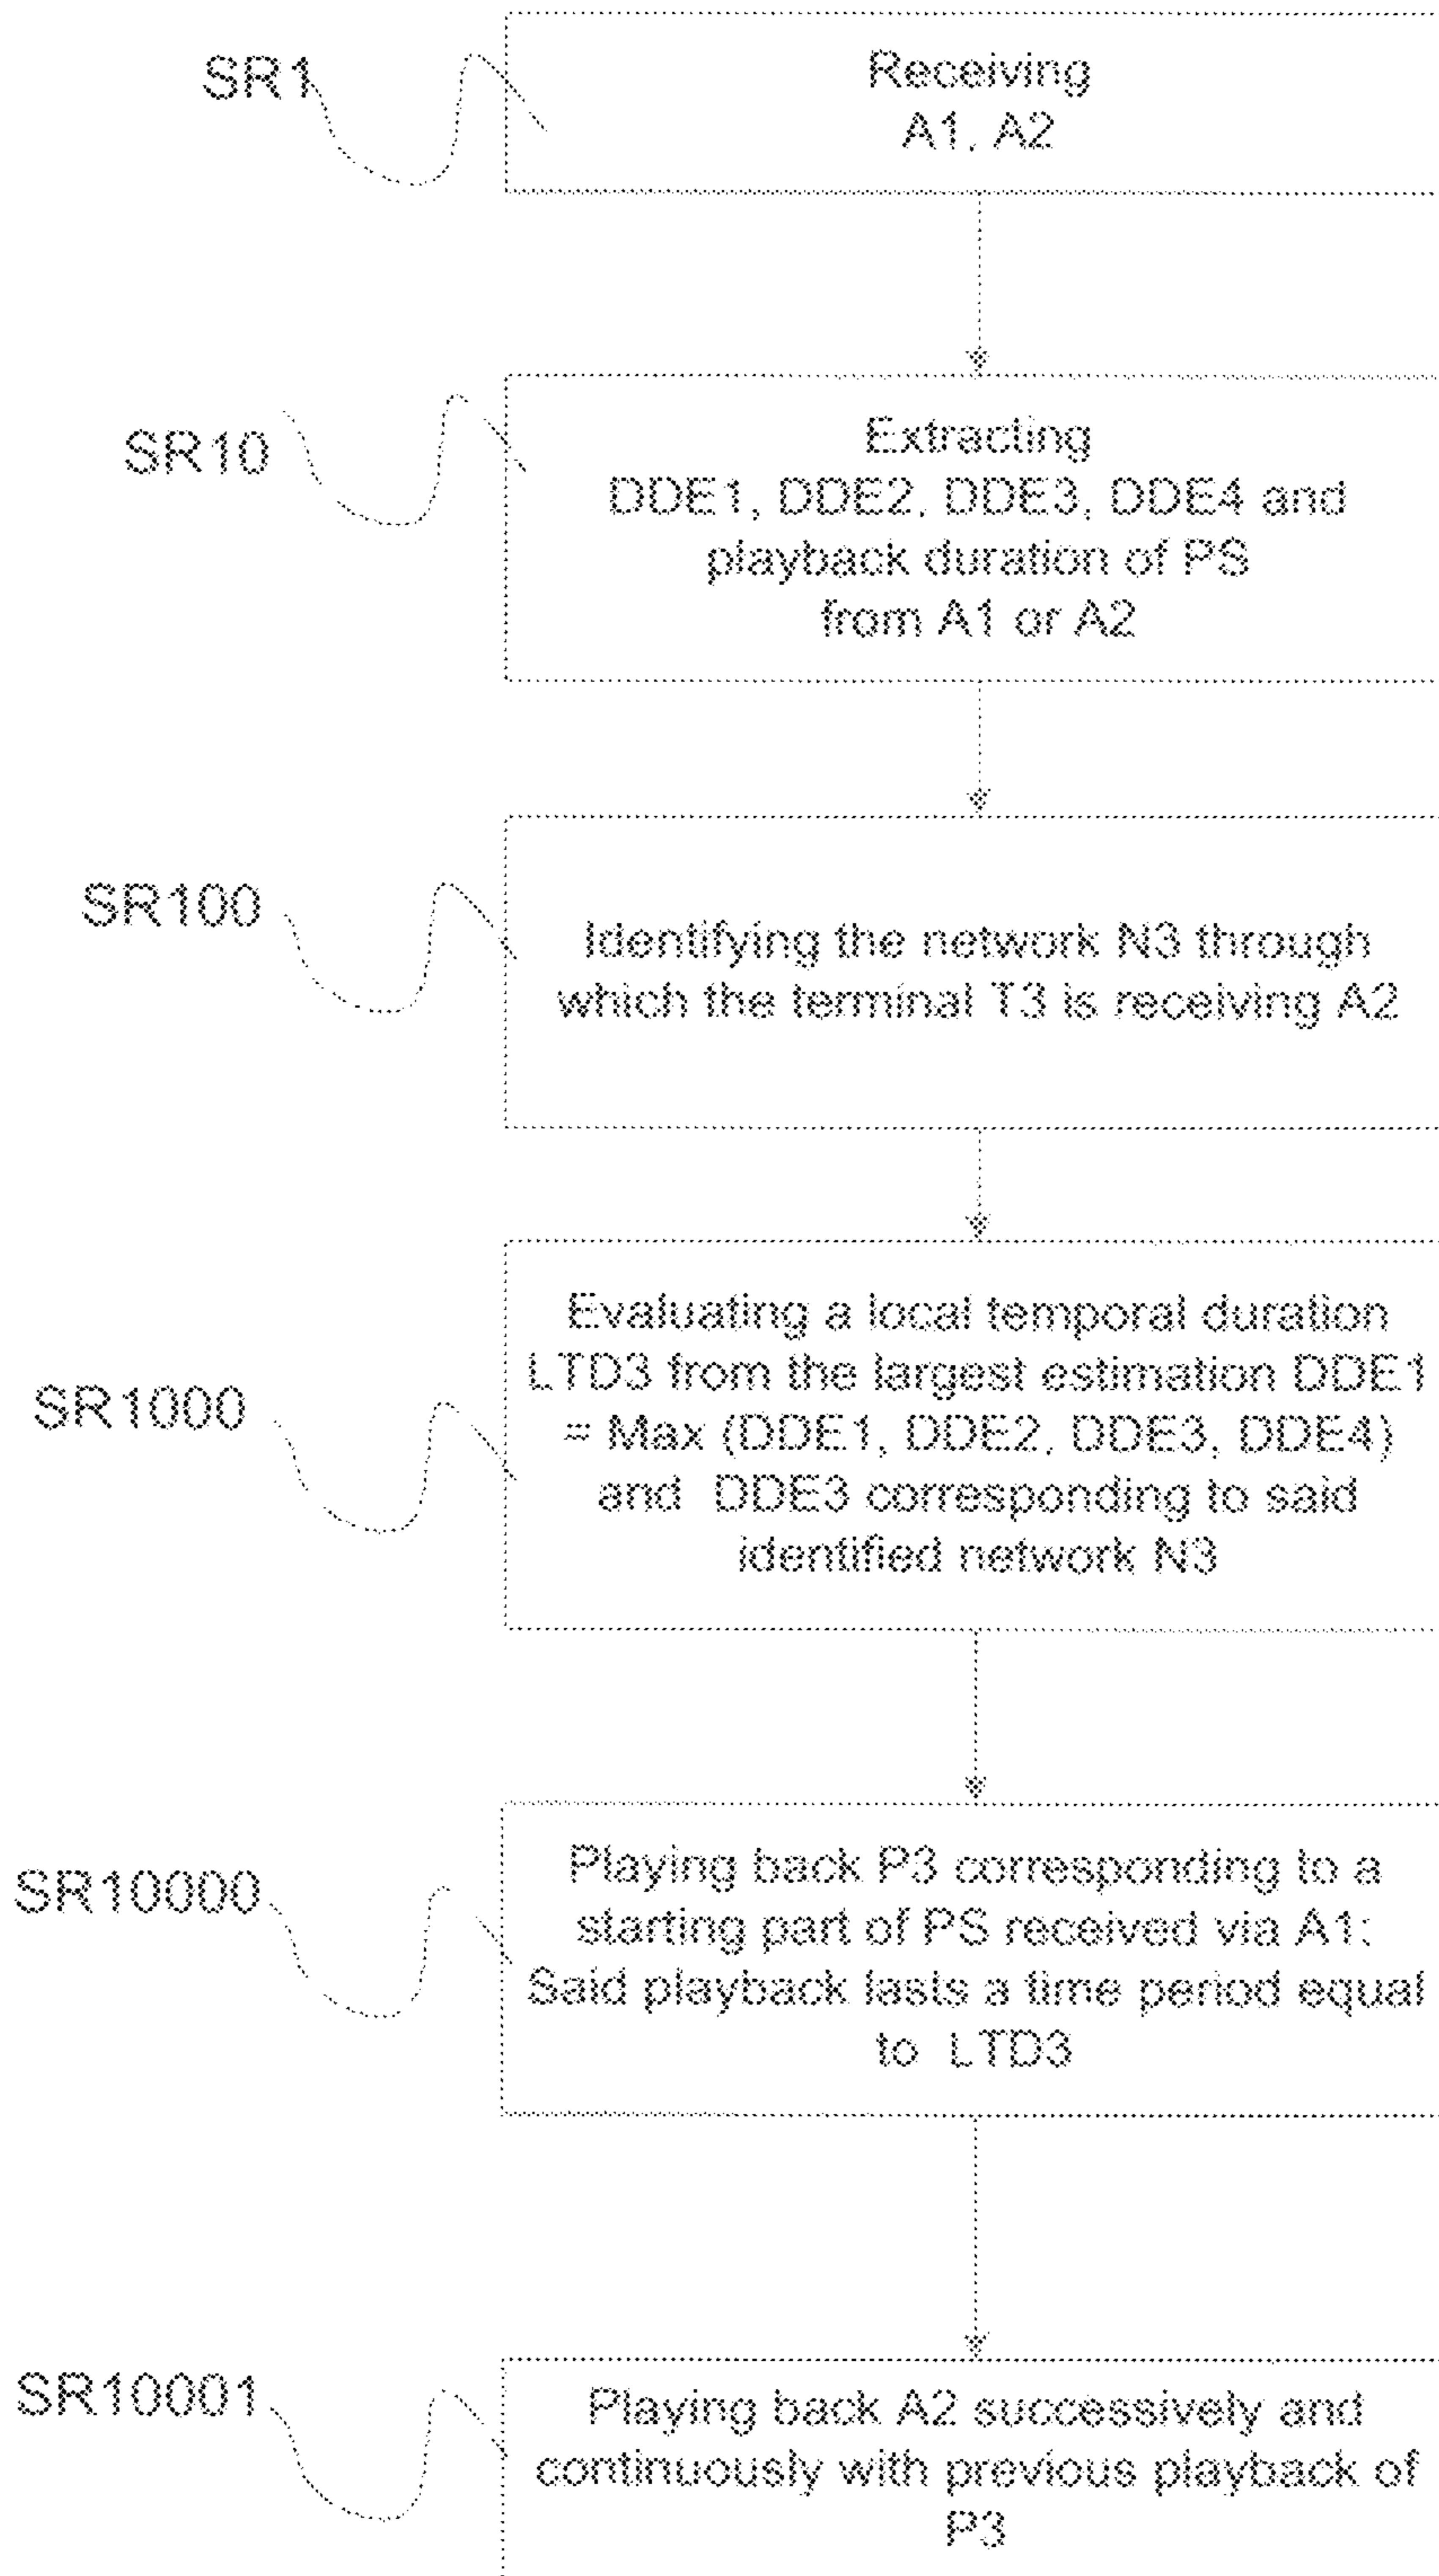 SR1
Receiving
A1, A2
SR10
Extracting
DDE1, DDE2, DDE3, DDE4 and
playback duration of PS
from A1 or A2
SR100
Identifying the network N3 through
which the terminal T3 is receiving A2
SR1000
Evaluating a local temporal duration
LTD3 from the largest estimation DDE1
= Max (DDE1, DDE2, DDE3, DDE4)
and DDE3 corresponding to said
identified network N3
SR10000
Playing back P3 corresponding to a
starting part of PS received via A1:
Said playback lasts a time period equal
to LTD3
SR10001
Playing back A2 successively and
continuously with previous playback of
P3